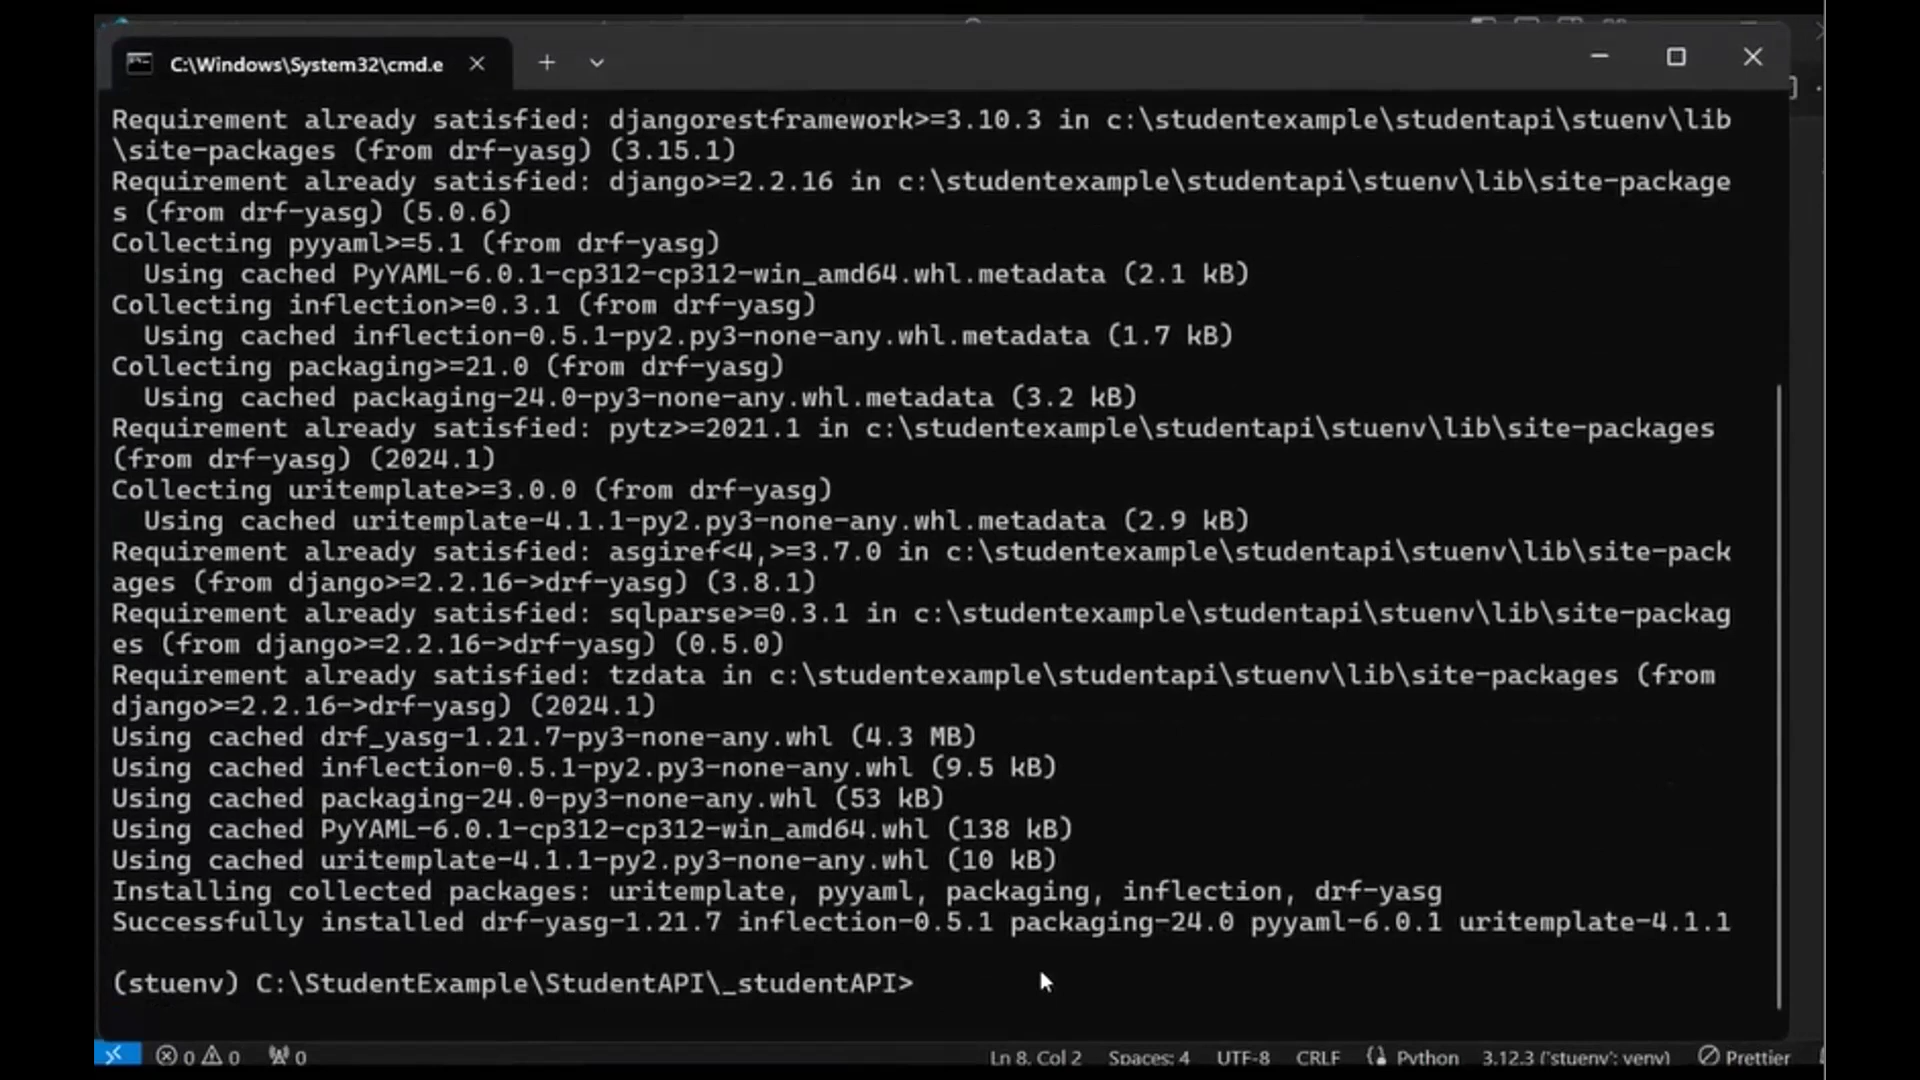 C:\Windows\System32\cmd.e
Requirement already satisfied: djangorestframework>=3.10.3 in c:\studentexample\studentapi\stuenv\lib
\site-packages (from drf-yasg) (3.15.1)
Requirement already satisfied: django>=2.2.16 in c:\studentexample\studentapi\stuenv\lib\site-package
s (from drf-yasg) (5.0.6)
Collecting pyyaml>=5.1 (from drf-yasg)
  Using cached PyYAML-6.0.1-cp312-cp312-win_amd64.whl.metadata (2.1 kB)
Collecting inflection>=0.3.1 (from drf-yasg)
  Using cached inflection-0.5.1-py2.py3-none-any.whl.metadata (1.7 kB)
Collecting packaging>=21.0 (from drf-yasg)
  Using cached packaging-24.0-py3-none-any.whl.metadata (3.2 kB)
Requirement already satisfied: pytz>=2021.1 in c:\studentexample\studentapi\stuenv\lib\site-packages
(from drf-yasg) (2024.1)
Collecting uritemplate>=3.0.0 (from drf-yasg)
  Using cached uritemplate-4.1.1-py2.py3-none-any.whl.metadata (2.9 kB)
Requirement already satisfied: asgiref<4,>=3.7.0 in c:\studentexample\studentapi\stuenv\lib\site-pack
ages (from django>=2.2.16->drf-yasg) (3.8.1)
Requirement already satisfied: sqlparse>=0.3.1 in c:\studentexample\studentapi\stuenv\lib\site-packag
es (from django>=2.2.16->drf-yasg) (0.5.0)
Requirement already satisfied: tzdata in c:\studentexample\studentapi\stuenv\lib\site-packages (from
django>=2.2.16->drf-yasg) (2024.1)
Using cached drf_yasg-1.21.7-py3-none-any.whl (4.3 MB)
Using cached inflection-0.5.1-py2.py3-none-any.whl (9.5 kB)
Using cached packaging-24.0-py3-none-any.whl (53 kB)
Using cached PyYAML-6.0.1-cp312-cp312-win_amd64.whl (138 kB)
Using cached uritemplate-4.1.1-py2.py3-none-any.whl (10 kB)
Installing collected packages: uritemplate, pyyaml, packaging, inflection, drf-yasg
Successfully installed drf-yasg-1.21.7 inflection-0.5.1 packaging-24.0 pyyaml-6.0.1 uritemplate-4.1.1
(stuenv) C:\StudentExample\StudentAPI\_studentAPI>
0 0 0 Ln 8, Col 2 Spaces: 4 UTF-8 CRLF Python 3.12.3 ('stuenv': venv) Prettier